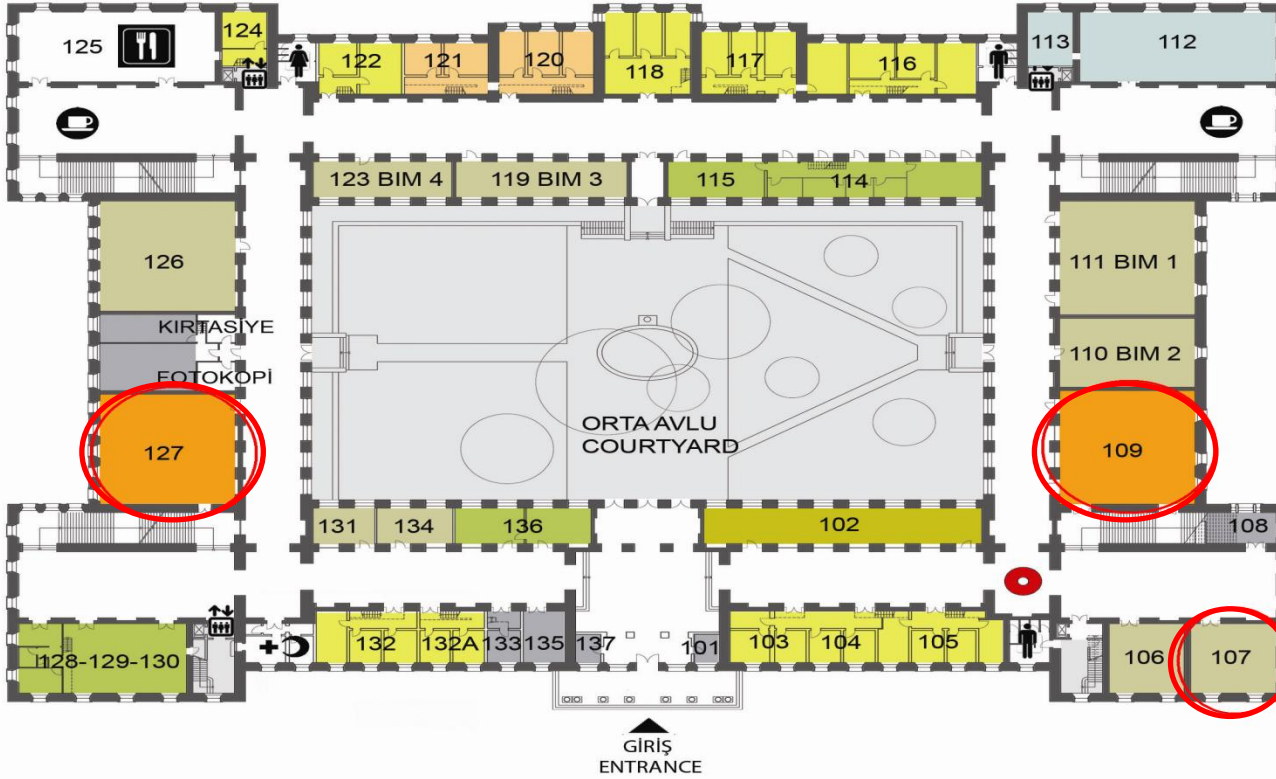 124
125
122
121
120
118
117
116
113
112
123 BIM 4
119 BIM 3
115
114
126
111 BIM 1
KIRTASİYE
110 BIM 2
FOTOKOPİ
127
ORTA AVLU
COURTYARD
109
131
134
136
102
108
128-129-130
132
132A
133
135
137
101
103
104
105
106
107
GİRİŞ
ENTRANCE